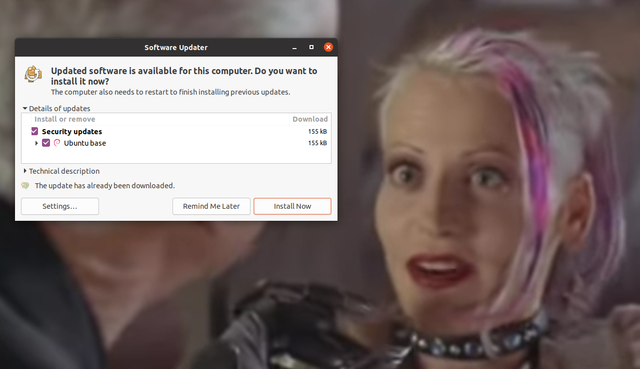 Software Updater
Updated software is available for this computer. Do you want to
install it now?
The computer also needs to restart to finish installing previous updates.
Details of updates
Install or remove Download
Security updates 155 kB
Ubuntu base 155 kB
Technical description
The update has already been downloaded.
Settings… Remind Me Later Install Now